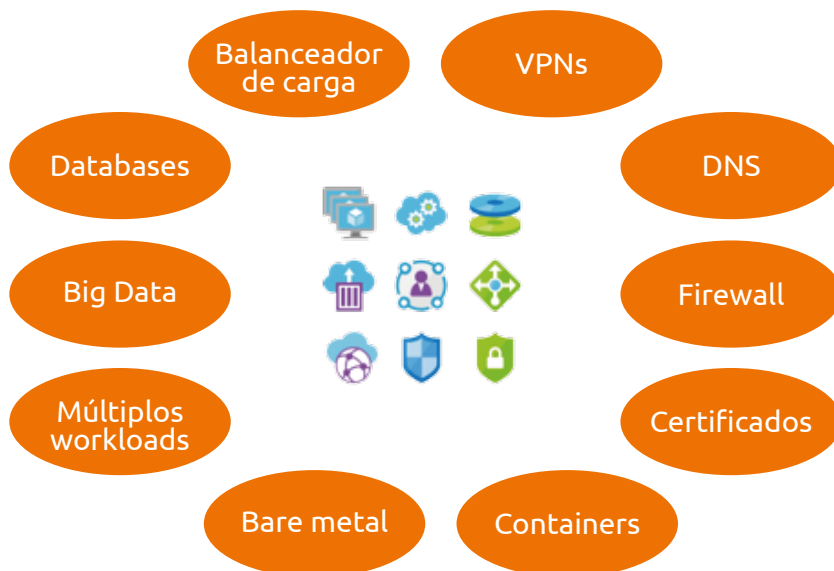 Balanceador
de carga
VPNs
Databases
DNS
Big Data
Firewall
Múltiplos
workloads
Certificados
Bare metal
Containers